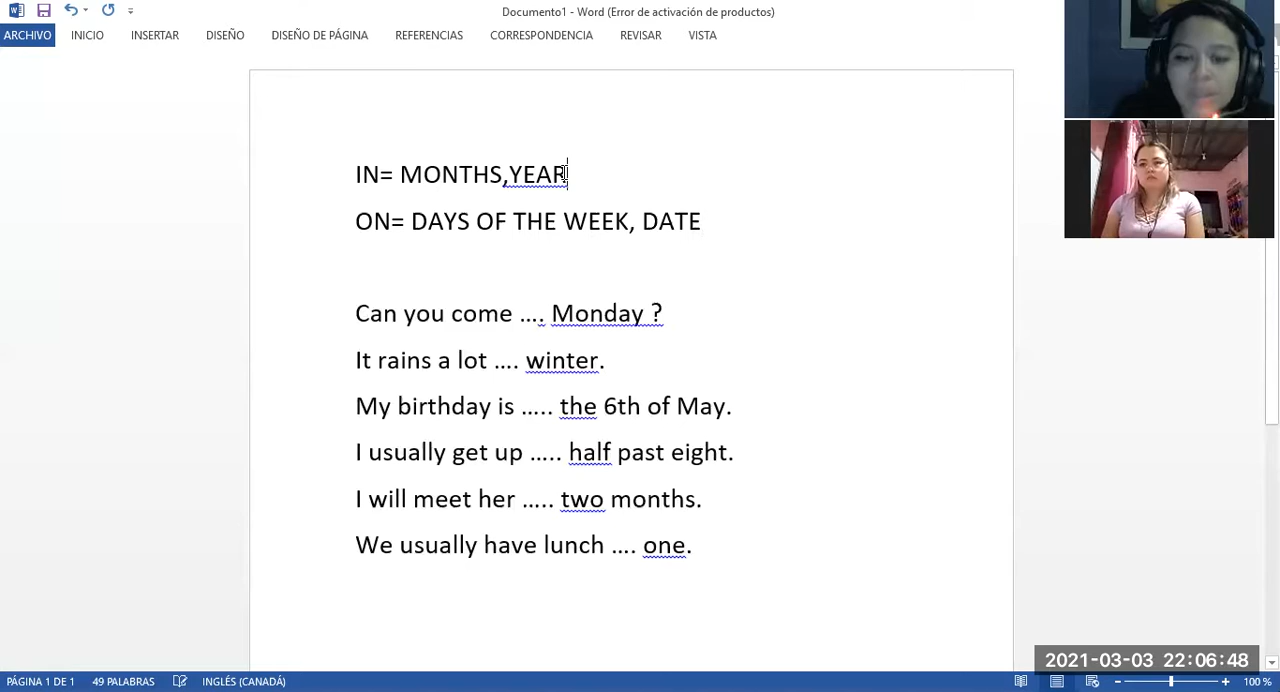 Documento1 - Word (Error de activación de productos)
ARCHIVO INICIO INSERTAR DISEÑO DISEÑO DE PÁGINA REFERENCIAS CORRESPONDENCIA REVISAR VISTA
IN= MONTHS,YEAR
ON= DAYS OF THE WEEK, DATE
Can you come .... Monday ?
It rains a lot .... winter.
My birthday is ..... the 6th of May.
I usually get up ..... half past eight.
I will meet her ..... two months.
We usually have lunch .... one.
2021-03-03 22:06:48
PÁGINA 1 DE 1 49 PALABRAS INGLÉS (CANADÁ) 100 %